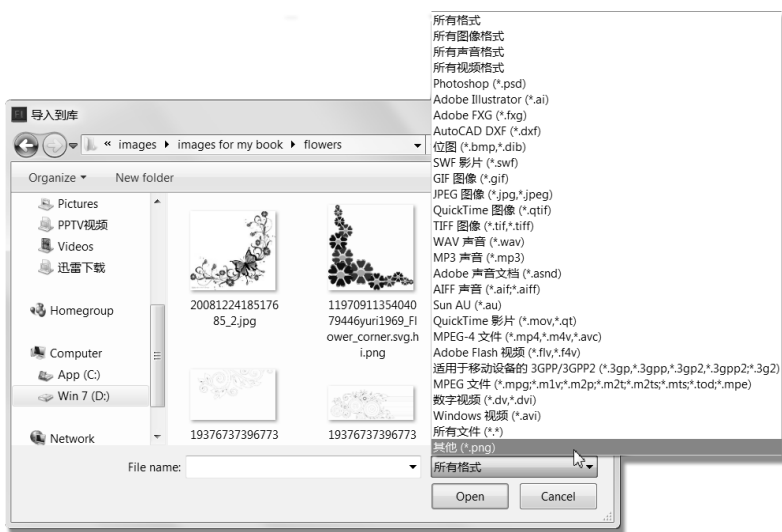 导入到库
« images ▸ images for my book ▸ flowers
Organize ▾ New folder
Pictures
PPTV视频
Videos
迅雷下载
Homegroup
Computer
App (C:)
Win 7 (D:)
Network
20081224185176
85_2.jpg
11970911354040
79446yuri1969_Fl
ower_corner.svg.h
i.png
19376737396773
19376737396773
File name:
所有格式
Open
Cancel
所有格式
所有图像格式
所有声音格式
所有视频格式
Photoshop (*.psd)
Adobe Illustrator (*.ai)
Adobe FXG (*.fxg)
AutoCAD DXF (*.dxf)
位图 (*.bmp,*.dib)
SWF 影片 (*.swf)
GIF 图像 (*.gif)
JPEG 图像 (*.jpg,*.jpeg)
QuickTime 图像 (*.qtif)
TIFF 图像 (*.tif,*.tiff)
WAV 声音 (*.wav)
MP3 声音 (*.mp3)
Adobe 声音文档 (*.asnd)
AIFF 声音 (*.aif;*.aiff)
Sun AU (*.au)
QuickTime 影片 (*.mov,*.qt)
MPEG-4 文件 (*.mp4,*.m4v,*.avc)
Adobe Flash 视频 (*.flv,*.f4v)
适用于移动设备的 3GPP/3GPP2 (*.3gp,*.3gpp,*.3gp2,*.3gpp2;*.3g2)
MPEG 文件 (*.mpg;*.m1v;*.m2p;*.m2t;*.m2ts;*.mts;*.tod;*.mpe)
数字视频 (*.dv,*.dvi)
Windows 视频 (*.avi)
所有文件 (*.*)
其他 (*.png)